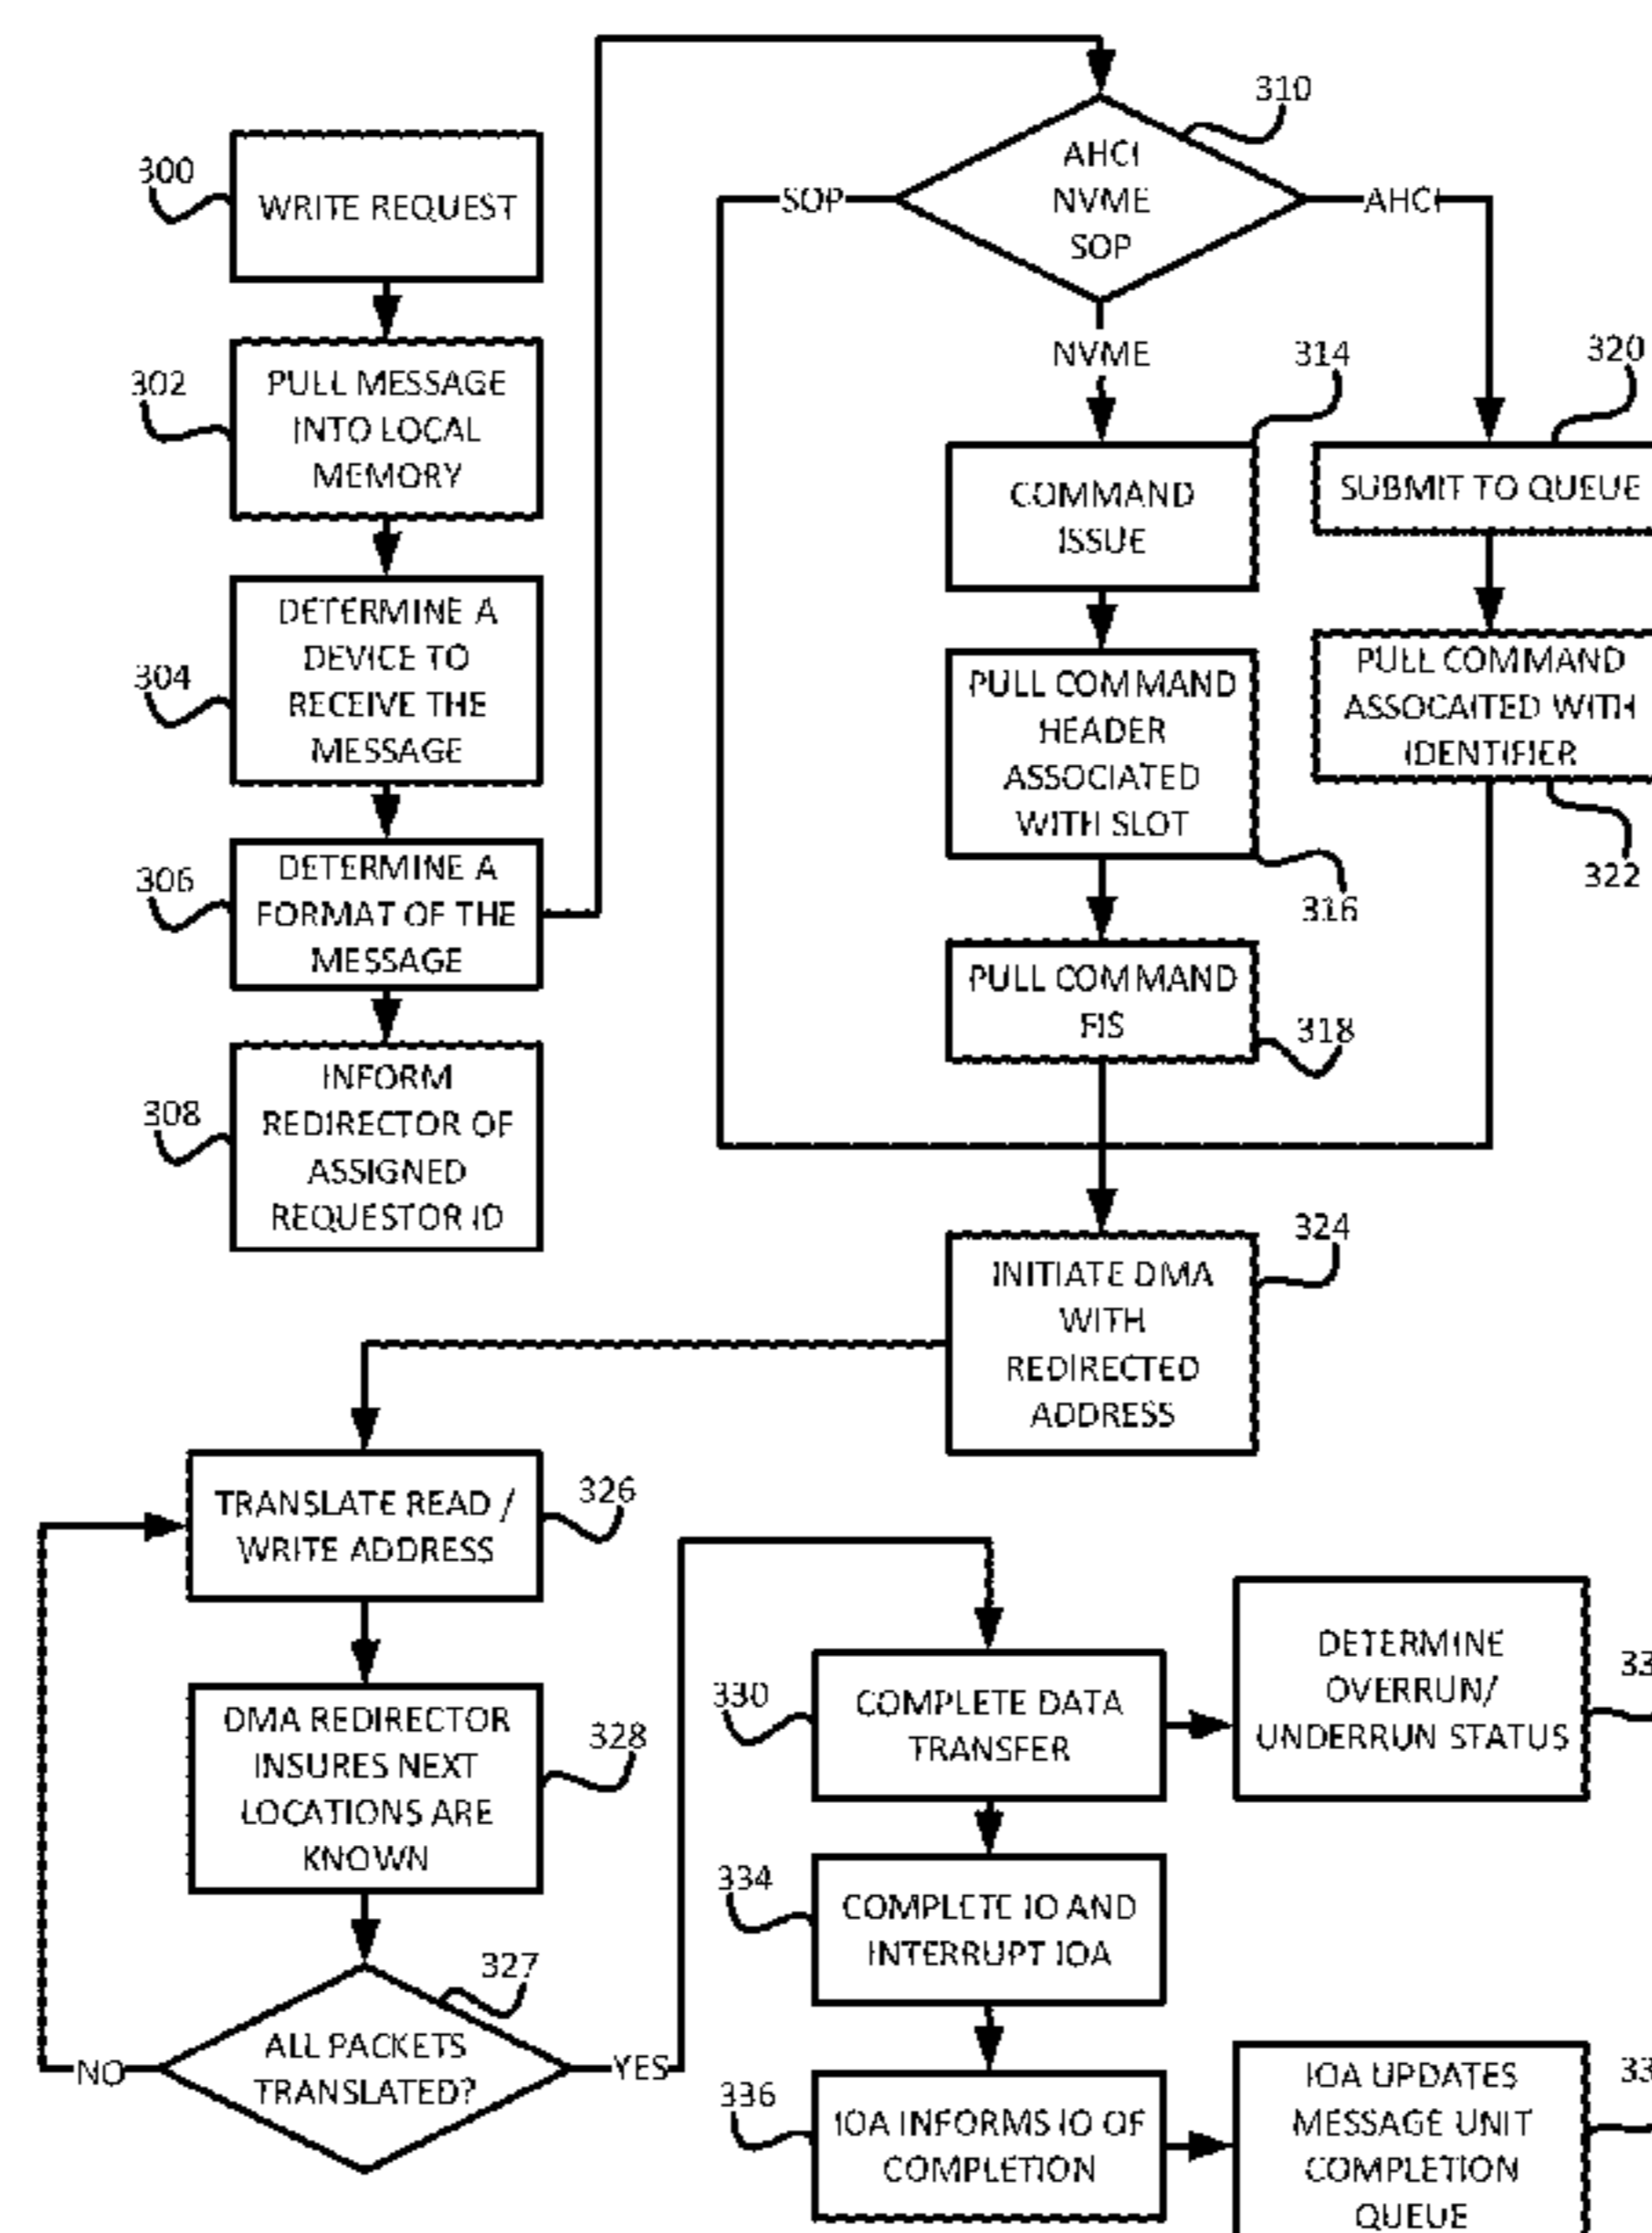 300
WRITE REQUEST
302
PULL MESSAGE
INTO LOCAL
MEMORY
304
DETERMINE A
DEVICE TO
RECEIVE THE
MESSAGE
306
DETERMINE A
FORMAT OF THE
MESSAGE
308
INFORM
REDIRECTOR OF
ASSIGNED
REQUESTOR ID
310
AHCI
NVME
SOP
SOP
AHCI
NVME
314
COMMAND
ISSUE
PULL COMMAND
HEADER
ASSOCIATED
WITH SLOT
316
PULL COMMAND
FIS
318
320
SUBMIT TO QUEUE
PULL COMMAND
ASSOCAITED WITH
IDENTIFIER
322
324
INITIATE DMA
WITH
REDIRECTED
ADDRESS
TRANSLATE READ /
WRITE ADDRESS
326
DMA REDIRECTOR
INSURES NEXT
LOCATIONS ARE
KNOWN
328
327
ALL PACKETS
TRANSLATED?
NO
YES
330
COMPLETE DATA
TRANSFER
DETERMINE
OVERRUN/
UNDERRUN STATUS
334
COMPLETE IO AND
INTERRUPT IOA
336
IOA INFORMS IO OF
COMPLETION
IOA UPDATES
MESSAGE UNIT
COMPLETION
QUEUE